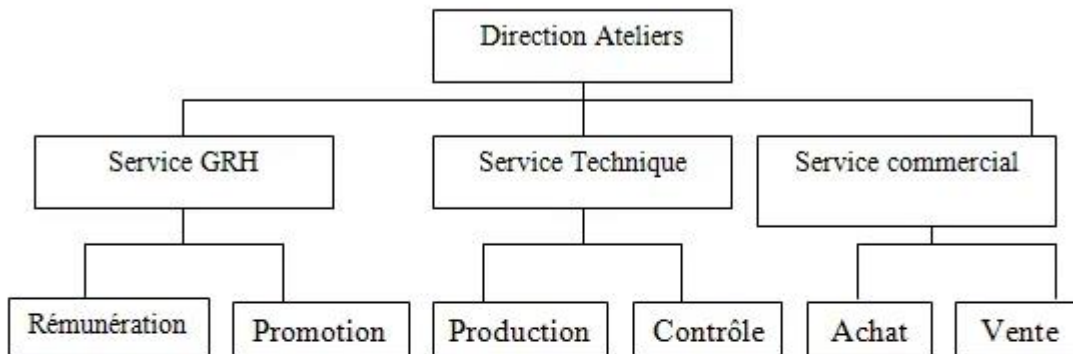 Direction Ateliers
Service GRH
Service Technique
Service commercial
Rémunération
Promotion
Production
Contrôle
Achat
Vente